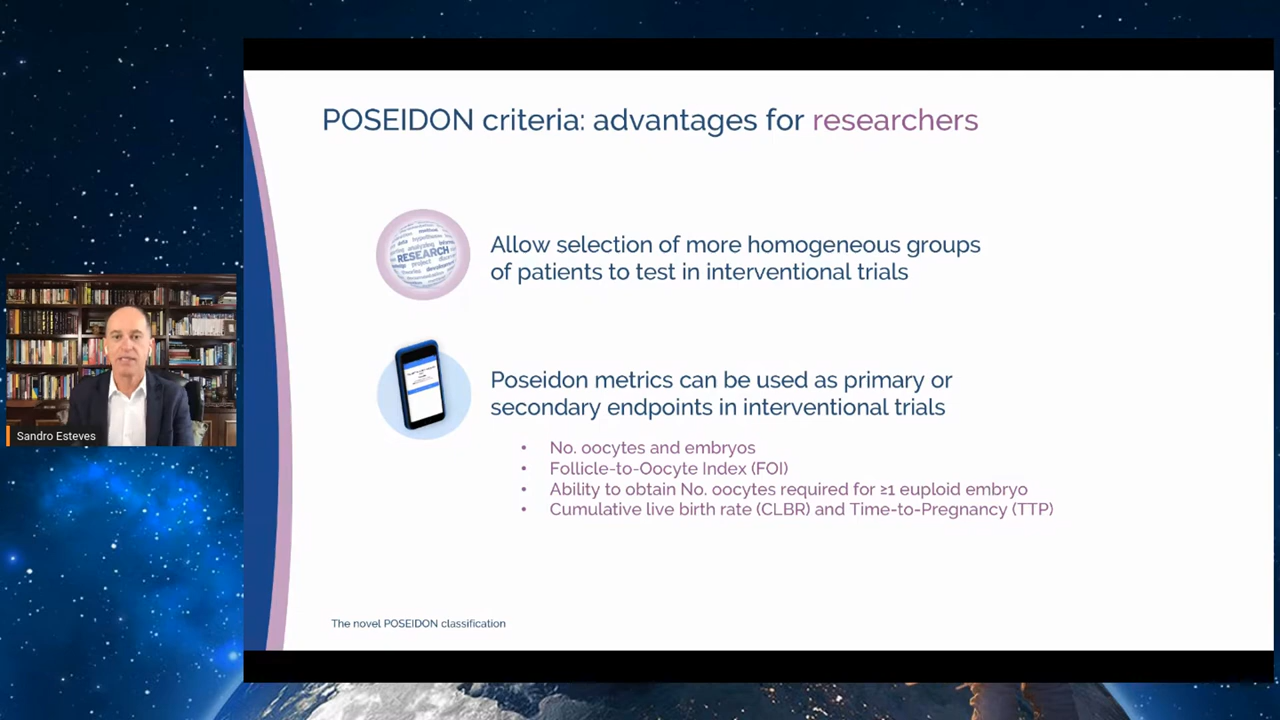 POSEIDON criteria: advantages for researchers
RESEARCH
Allow selection of more homogeneous groups
of patients to test in interventional trials
Poseidon metrics can be used as primary or
secondary endpoints in interventional trials
• No. oocytes and embryos
• Follicle-to-Oocyte Index (FOI)
• Ability to obtain No. oocytes required for ≥1 euploid embryo
• Cumulative live birth rate (CLBR) and Time-to-Pregnancy (TTP)
Sandro Esteves
The novel POSEIDON classification